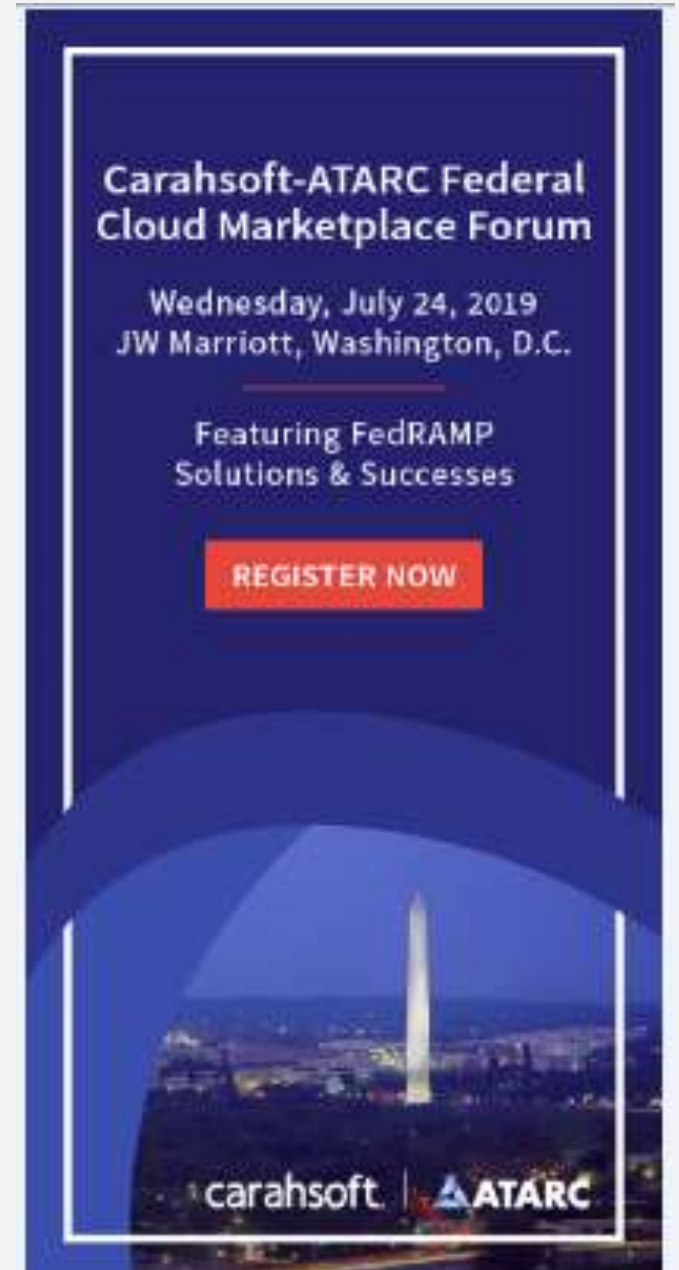 Carahsoft-ATARC Federal
Cloud Marketplace Forum
Wednesday, July 24, 2019
JW Marriott, Washington, D.C.
Featuring FedRAMP
Solutions & Successes
REGISTER NOW
carahsoft. | ATARC